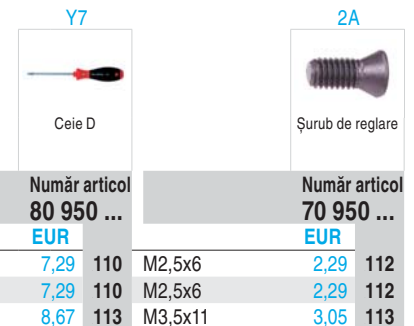 Y7 2A
Ceie D Șurub de reglare
Număr articol Număr articol
80 950 ... 70 950 ...
EUR EUR
7,29 110 M2,5x6 2,29 112
7,29 110 M2,5x6 2,29 112
8,67 113 M3,5x11 3,05 113